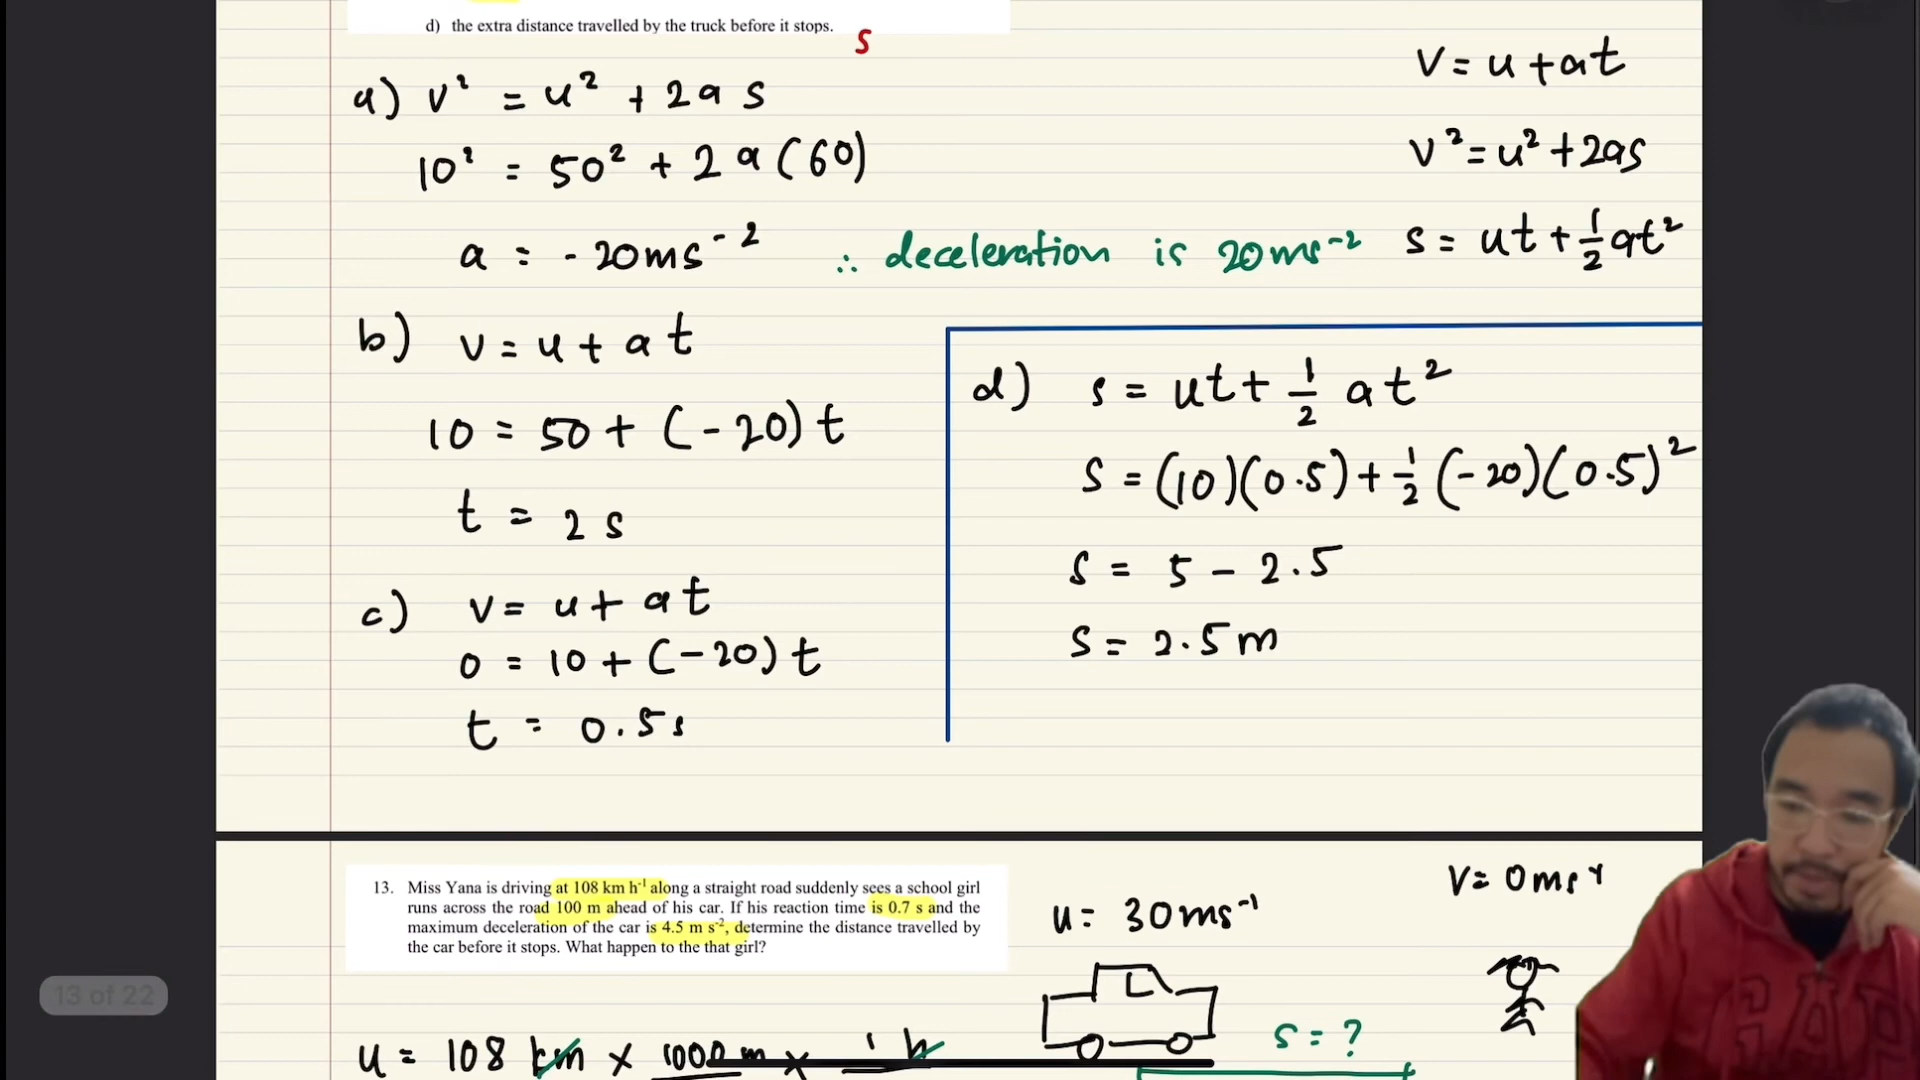 d) the extra distance travelled by the truck before it stops.
s
a) v² = u² + 2as
10² = 50² + 2a(60)
a = -20ms⁻² ∴ deceleration is 20ms⁻²
b) v = u + at
10 = 50 + (-20)t
t = 2s
c) v = u + at
0 = 10 + (-20)t
t = 0.5s
v = u + at
v² = u² + 2as
s = ut + ½at²
d) s = ut + ½at²
s = (10)(0.5) + ½(-20)(0.5)²
s = 5 - 2.5
s = 2.5m
13. Miss Yana is driving at 108 km h⁻¹ along a straight road suddenly sees a school girl
runs across the road 100 m ahead of his car. If his reaction time is 0.7 s and the
maximum deceleration of the car is 4.5 m s⁻², determine the distance travelled by
the car before it stops. What happen to the that girl?
u = 30ms⁻¹
v = 0ms⁻¹
s = ?
u = 108 km × 1000 m × 1 h
13 of 22
GAP